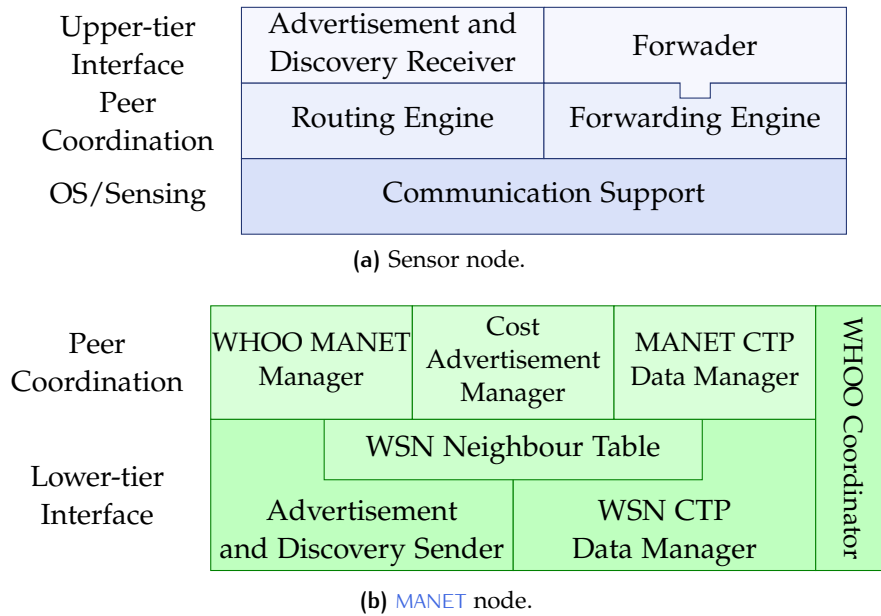 Upper-tier
Interface
Advertisement and
Discovery Receiver
Forwader
Peer
Coordination
Routing Engine
Forwarding Engine
OS/Sensing
Communication Support
(a) Sensor node.
Peer
Coordination
WHOO MANET
Manager
Cost
Advertisement
Manager
MANET CTP
Data Manager
WHOO Coordinator
Lower-tier
Interface
WSN Neighbour Table
Advertisement
and Discovery Sender
WSN CTP
Data Manager
(b) MANET node.